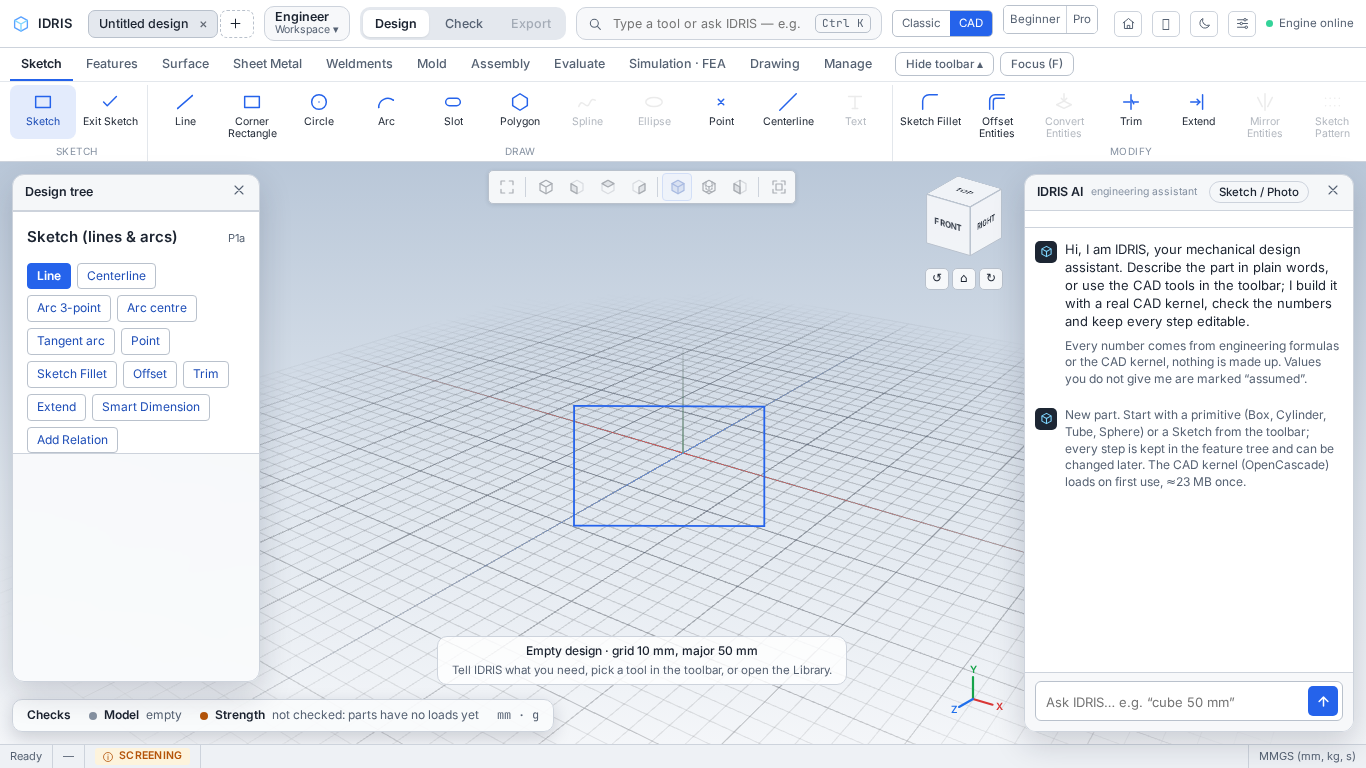 IDRIS
Untitled design ×
+
Engineer
Workspace ▾
Design
Check
Export
Type a tool or ask IDRIS — e.g.
Ctrl K
Classic
CAD
Beginner
Pro
Engine online
Sketch
Features
Surface
Sheet Metal
Weldments
Mold
Assembly
Evaluate
Simulation · FEA
Drawing
Manage
Hide toolbar ▴
Focus (F)
Sketch
Exit Sketch
Line
Corner
Rectangle
Circle
Arc
Slot
Polygon
Spline
Ellipse
Point
Centerline
Text
Sketch Fillet
Offset
Entities
Convert
Entities
Trim
Extend
Mirror
Entities
Sketch
Pattern
SKETCH
DRAW
MODIFY
Design tree
Sketch (lines & arcs)
P1a
Line
Centerline
Arc 3-point
Arc centre
Tangent arc
Point
Sketch Fillet
Offset
Trim
Extend
Smart Dimension
Add Relation
TOP
FRONT
RIGHT
IDRIS AI
engineering assistant
Sketch / Photo
Hi, I am IDRIS, your mechanical design
assistant. Describe the part in plain words,
or use the CAD tools in the toolbar; I build it
with a real CAD kernel, check the numbers
and keep every step editable.
Every number comes from engineering formulas
or the CAD kernel, nothing is made up. Values
you do not give me are marked “assumed”.
New part. Start with a primitive (Box, Cylinder,
Tube, Sphere) or a Sketch from the toolbar;
every step is kept in the feature tree and can be
changed later. The CAD kernel (OpenCascade)
loads on first use, ≈23 MB once.
Empty design · grid 10 mm, major 50 mm
Tell IDRIS what you need, pick a tool in the toolbar, or open the Library.
Y
X
Z
Ask IDRIS... e.g. “cube 50 mm”
Checks
Model empty
Strength not checked: parts have no loads yet
mm · g
Ready
—
SCREENING
MMGS (mm, kg, s)